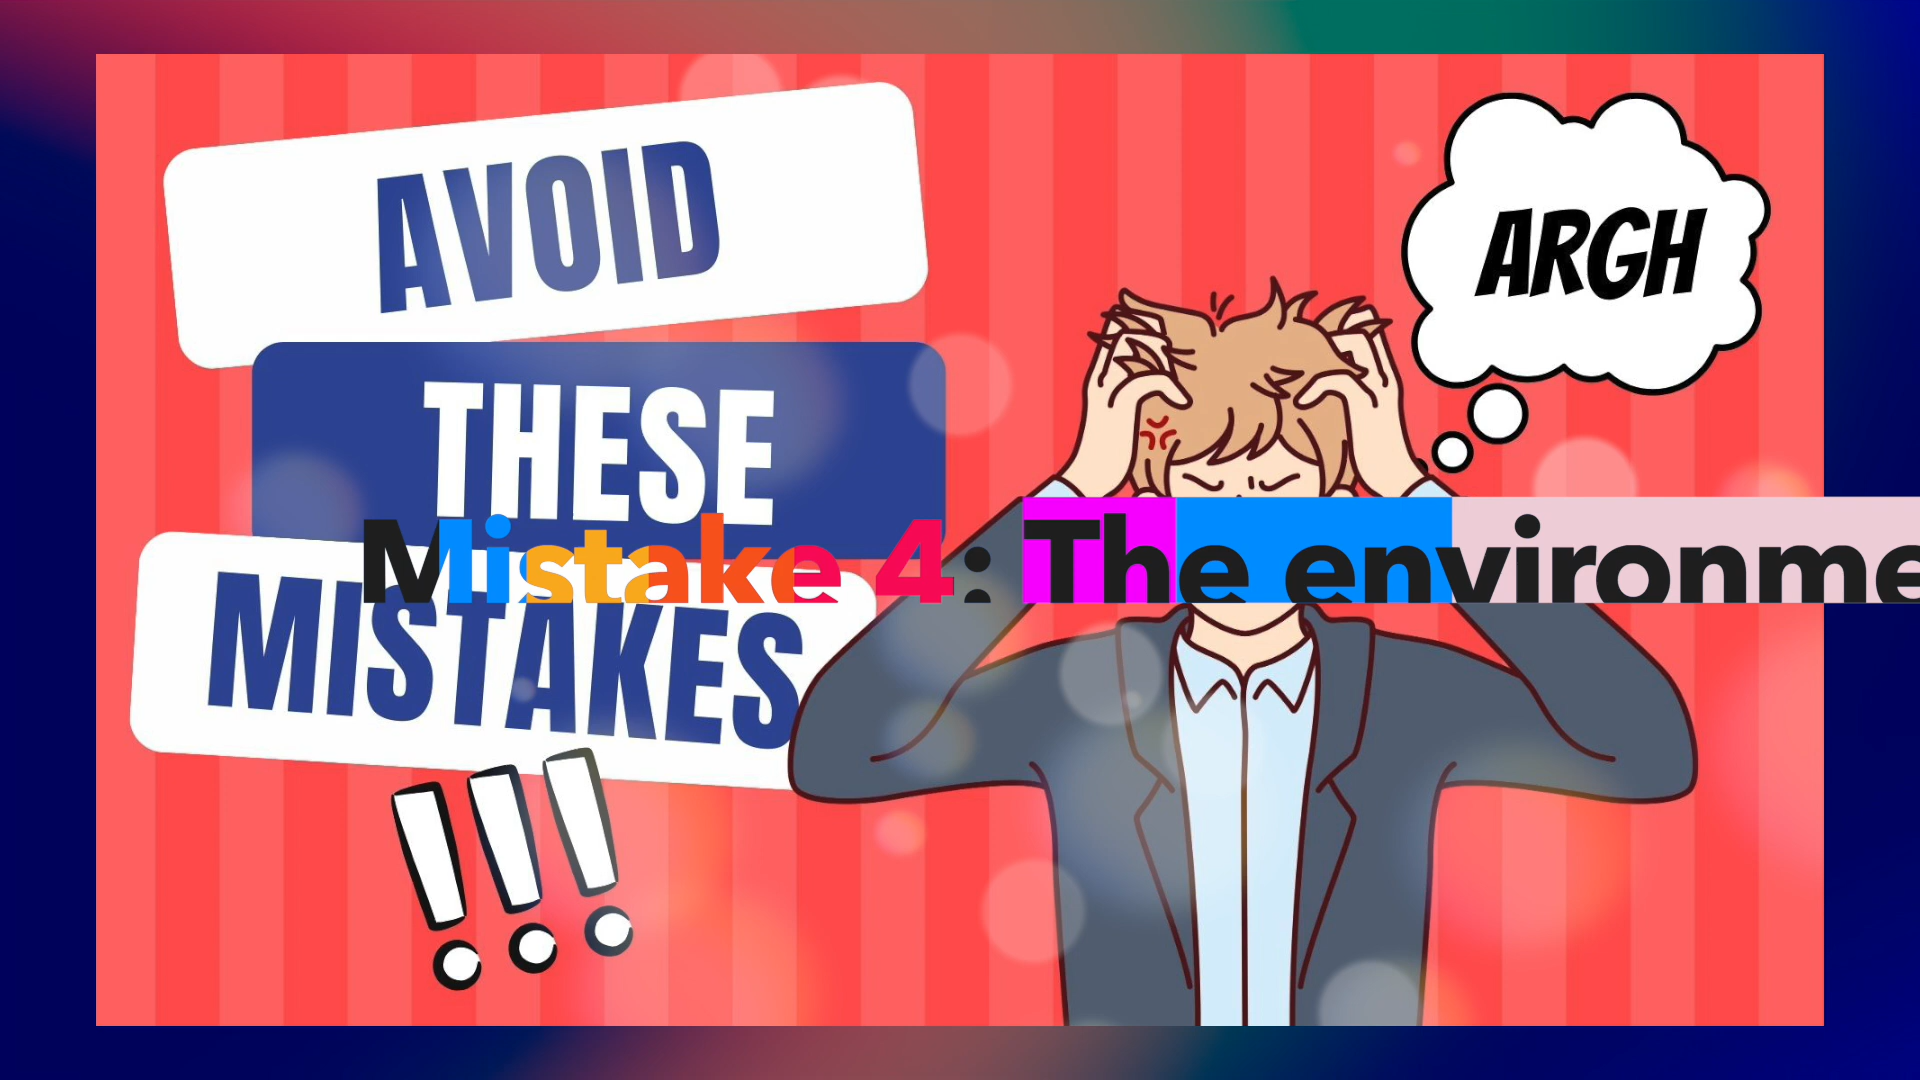 AVOID
THESE
MISTAKES
!!!
ARGH
Mistake 4: The environme